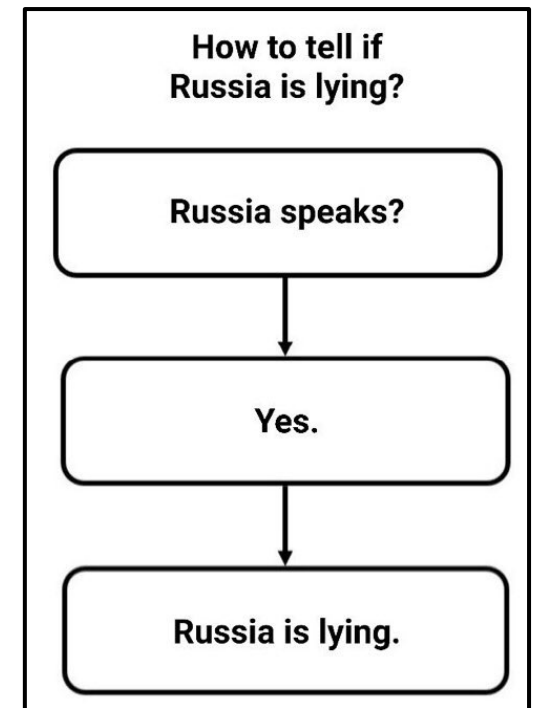 How to tell if
Russia is lying?
Russia speaks?
Yes.
Russia is lying.